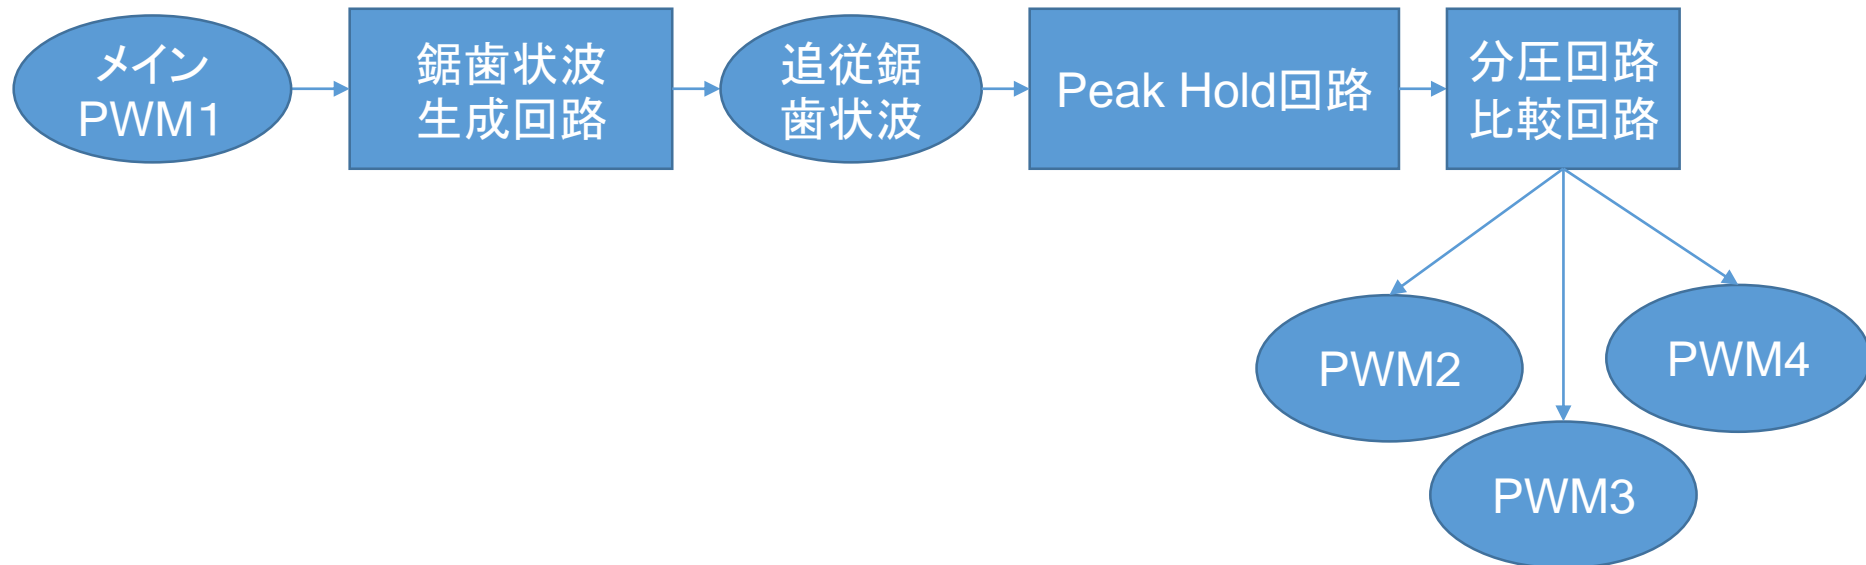 メイン
PWM１
鋸歯状波
生成回路
追従鋸
歯状波
Peak Hold回路
分圧回路
比較回路
PWM2
PWM4
PWM3